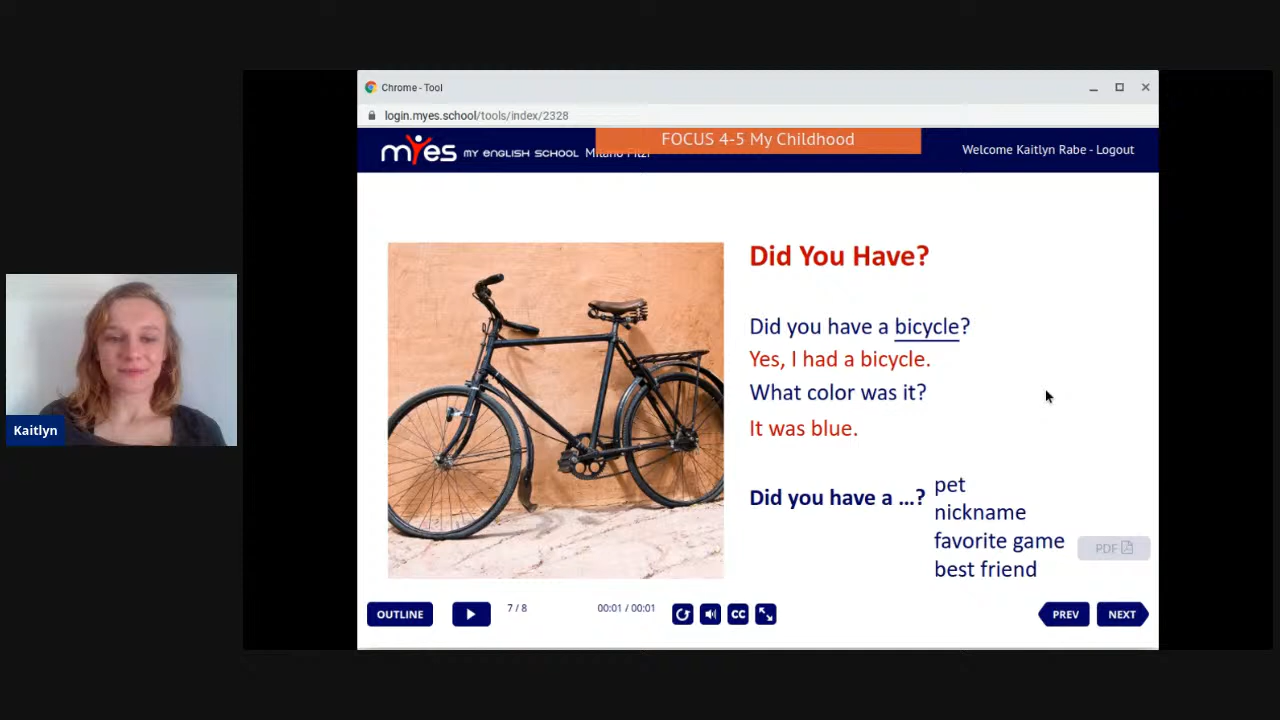 Chrome - Tool
login.myes.school/tools/index/2328
FOCUS 4-5 My Childhood
myes MY ENGLISH SCHOOL
Welcome Kaitlyn Rabe - Logout
Did You Have?
Did you have a bicycle?
Yes, I had a bicycle.
What color was it?
It was blue.
Did you have a ...?
pet
nickname
favorite game
best friend
PDF
Kaitlyn
OUTLINE
7 / 8
00:01 / 00:01
CC
PREV
NEXT